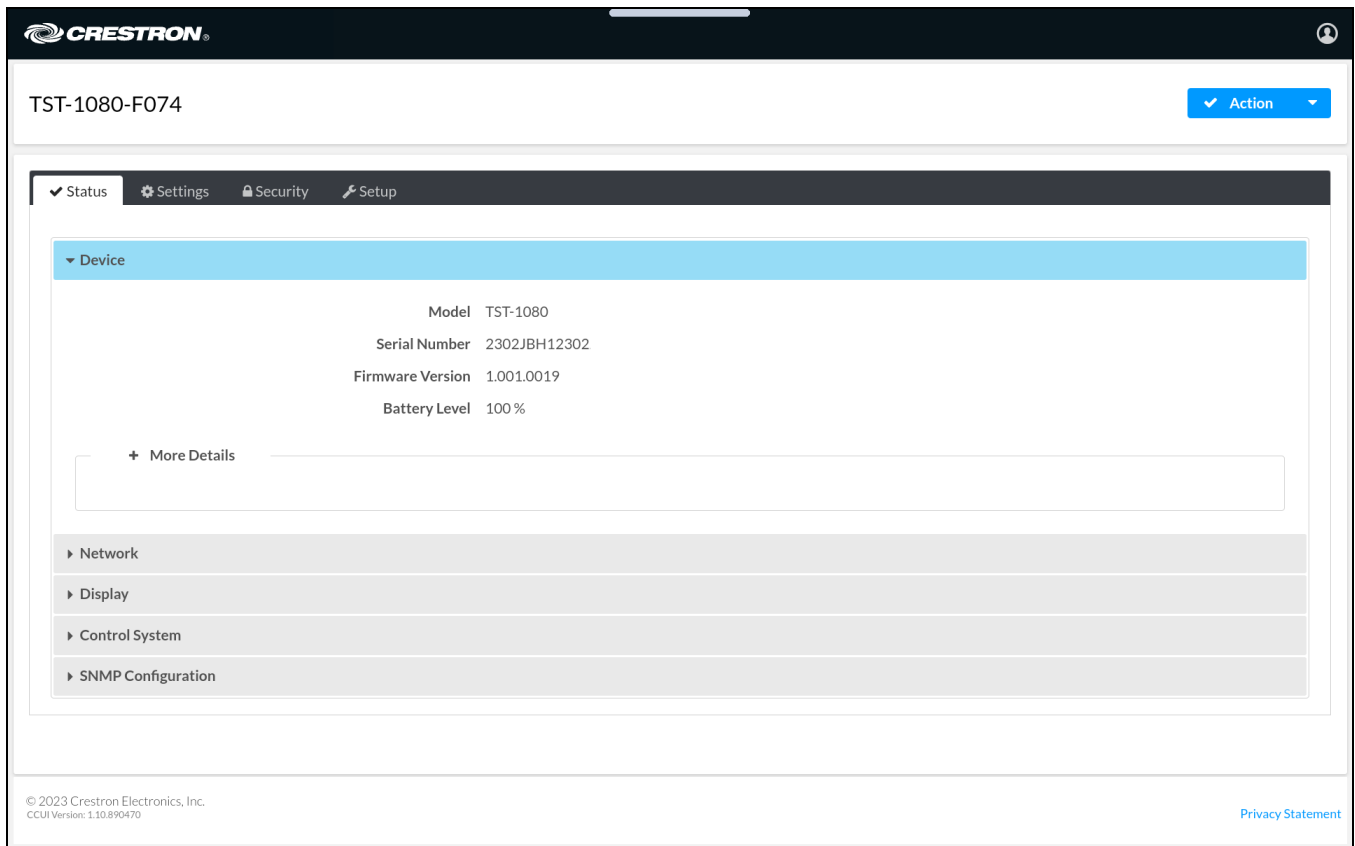 CRESTRON®
TST-1080-F074
Action
Status Settings Security Setup
Device
Model TST-1080
Serial Number 2302JBH12302
Firmware Version 1.001.0019
Battery Level 100 %
+ More Details
Network
Display
Control System
SNMP Configuration
© 2023 Crestron Electronics, Inc.
CCUI Version: 1.10.890470
Privacy Statement